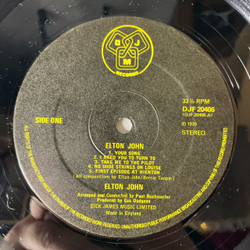 DJM
RECORDS
SIDE ONE
33⅓ RPM
DJF 20406
(DJF 20406 A)
℗ 1970
STEREO
ELTON JOHN
1. YOUR SONG
2. I NEED YOU TO TURN TO
3. TAKE ME TO THE PILOT
4. NO SHOE STRINGS ON LOUISE
5. FIRST EPISODE AT HIENTON
(All compositions by Elton John/Bernie Taupin)
ELTON JOHN
Arranged and Conducted by Paul Buckmaster
Produced by Gus Dudgeon
DICK JAMES MUSIC LIMITED
Made in England